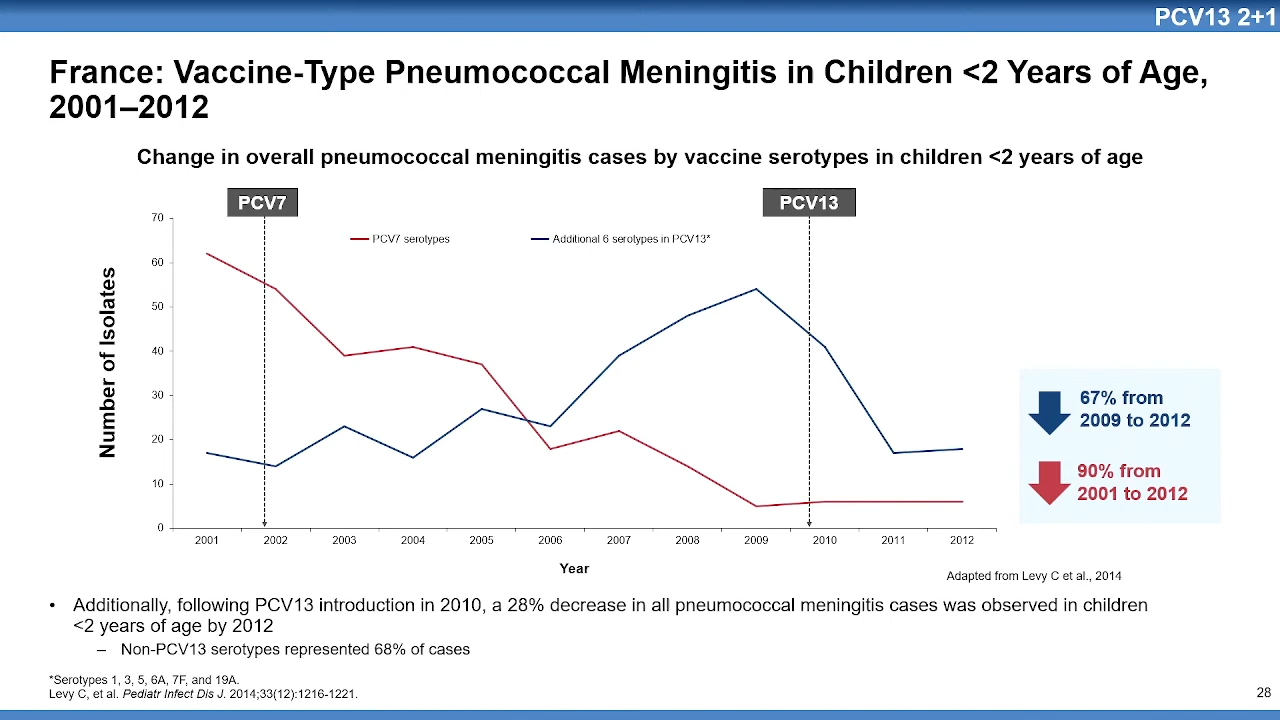 PCV13 2+1
France: Vaccine-Type Pneumococcal Meningitis in Children <2 Years of Age,
2001–2012
Change in overall pneumococcal meningitis cases by vaccine serotypes in children <2 years of age
PCV7
PCV13
PCV7 serotypes
Additional 6 serotypes in PCV13*
Number of Isolates
70
60
50
40
30
20
10
0
2001 2002 2003 2004 2005 2006 2007 2008 2009 2010 2011 2012
Year
67% from
2009 to 2012
90% from
2001 to 2012
Adapted from Levy C et al., 2014
• Additionally, following PCV13 introduction in 2010, a 28% decrease in all pneumococcal meningitis cases was observed in children
<2 years of age by 2012
– Non-PCV13 serotypes represented 68% of cases
*Serotypes 1, 3, 5, 6A, 7F, and 19A.
Levy C, et al. Pediatr Infect Dis J. 2014;33(12):1216-1221.
28